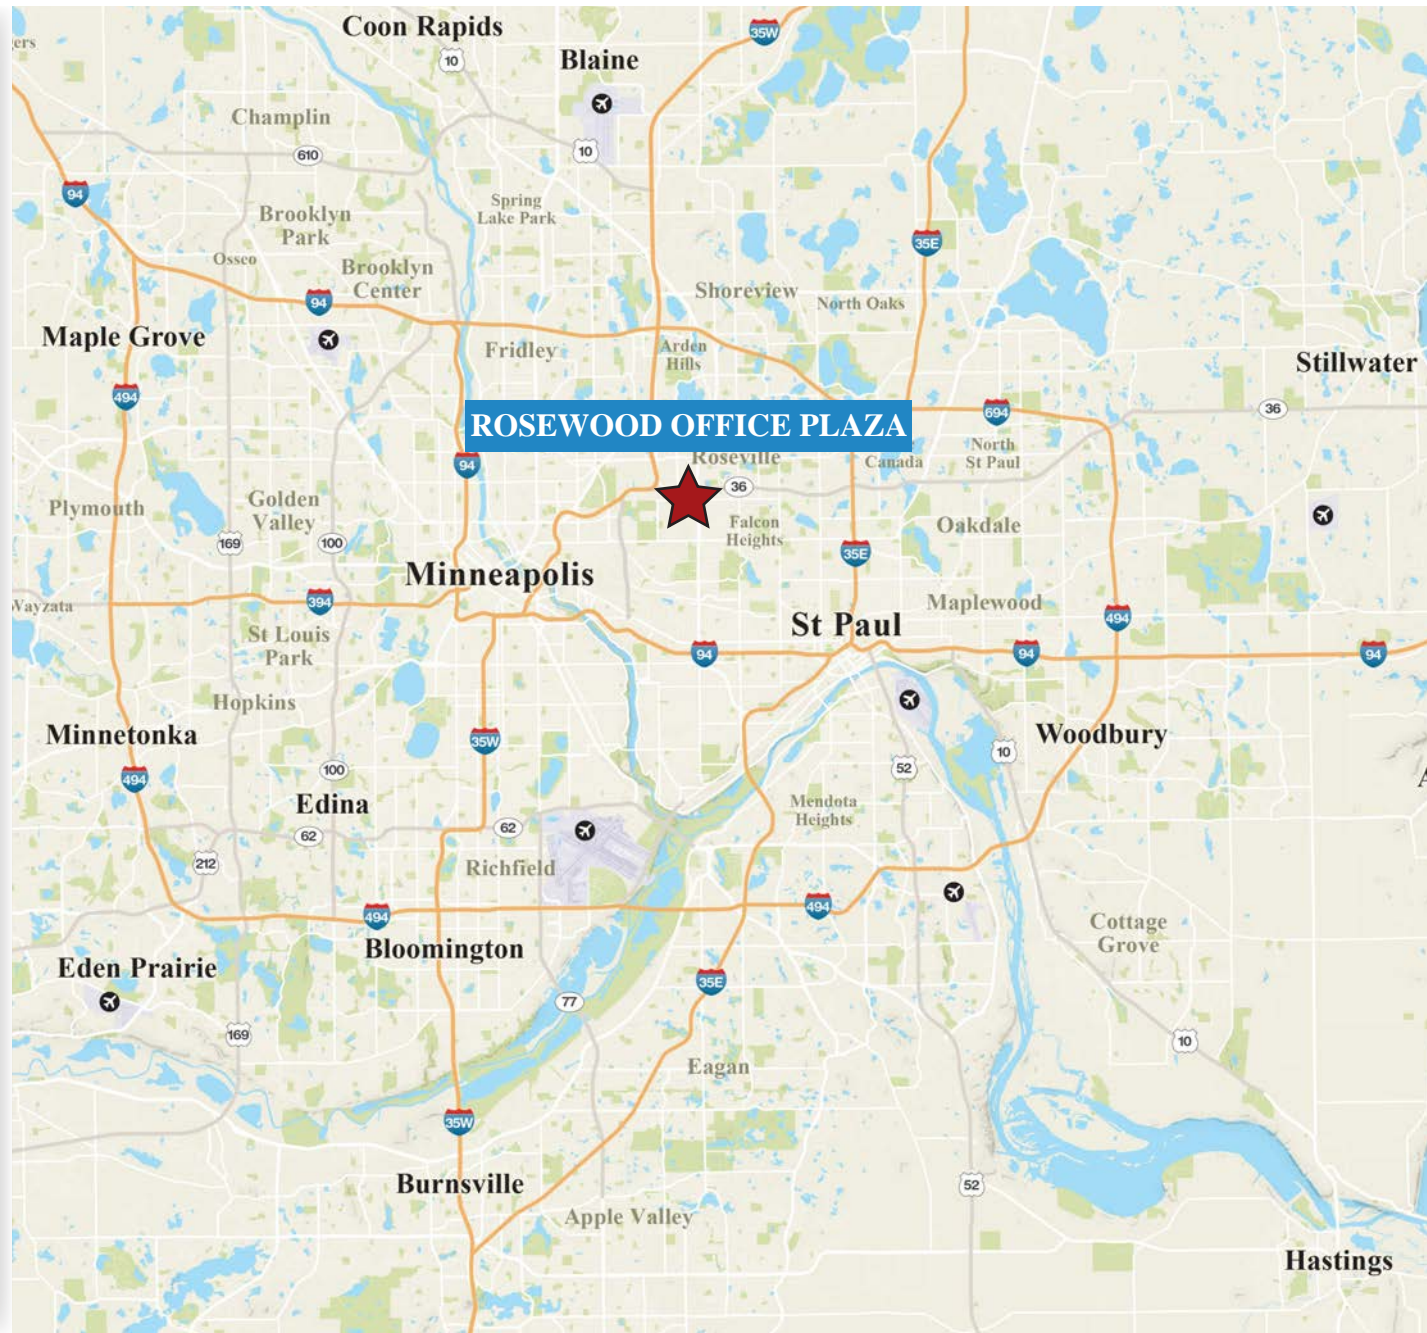 Coon Rapids
35W
10
Blaine
Champlin
610
10
94
Spring
Lake Park
Brooklyn
Park
35E
Ossco
Brooklyn
Center
Shoreview
North Oaks
94
Maple Grove
Fridley
Arden
Hills
Stillwater
494
694
36
ROSEWOOD OFFICE PLAZA
Roseville
Canada
North
St Paul
94
36
Plymouth
Golden
Valley
Falcon
Heights
Oakdale
169
100
35E
Minneapolis
394
Wayzata
Maplewood
494
St Paul
St Louis
Park
94
94
94
Hopkins
Minnetonka
35W
Woodbury
10
494
100
52
Edina
Mendota
Heights
62
62
212
Richfield
494
494
Cottage
Grove
Bloomington
Eden Prairie
35E
77
169
10
Eagan
35W
Burnsville
52
Apple Valley
Hastings